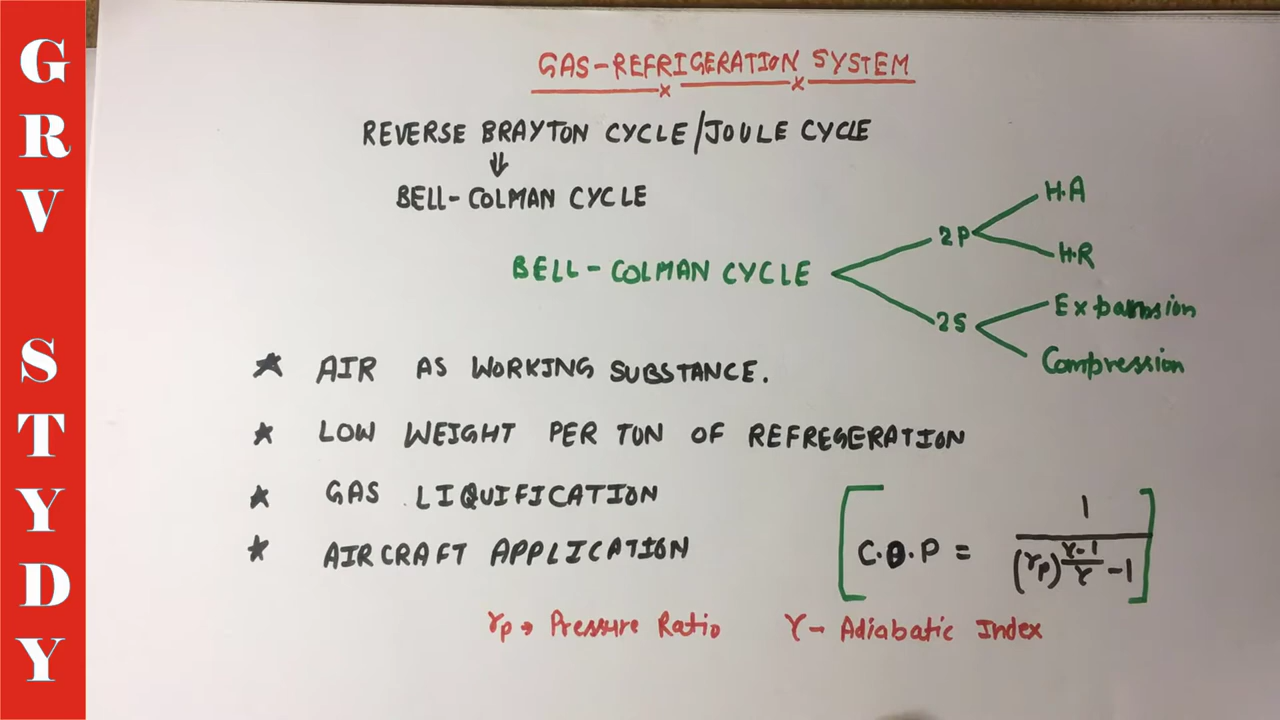 GRV STYDY
GAS-REFRIGERATION SYSTEM
REVERSE BRAYTON CYCLE/JOULE CYCLE
⇓
BELL-COLMAN CYCLE
BELL-COLMAN CYCLE
2P
H.A
H.R
2S
Expansion
Compression
★ AIR AS WORKING SUBSTANCE.
★ LOW WEIGHT PER TON OF REFREGERATION
★ GAS LIQUIFICATION
★ AIRCRAFT APPLICATION
[C.O.P = 1/((rp)^((γ-1)/γ) -1)]
rp → Pressure Ratio γ- Adiabatic Index